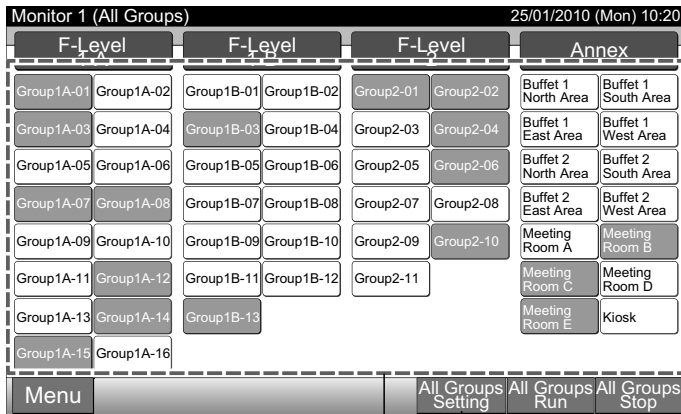 Monitor 1 (All Groups) 25/01/2010 (Mon) 10:20
F-Level 1-A F-Level 1-B F-Level 2 Annex
Group1A-01 Group1A-02 Group1B-01 Group1B-02 Group2-01 Group2-02 Buffet 1 North Area Buffet 1 South Area
Group1A-03 Group1A-04 Group1B-03 Group1B-04 Group2-03 Group2-04 Buffet 1 East Area Buffet 1 West Area
Group1A-05 Group1A-06 Group1B-05 Group1B-06 Group2-05 Group2-06 Buffet 2 North Area Buffet 2 South Area
Group1A-07 Group1A-08 Group1B-07 Group1B-08 Group2-07 Group2-08 Buffet 2 East Area Buffet 2 West Area
Group1A-09 Group1A-10 Group1B-09 Group1B-10 Group2-09 Group2-10 Meeting Room A Meeting Room B
Group1A-11 Group1A-12 Group1B-11 Group1B-12 Group2-11 Meeting Room C Meeting Room D
Group1A-13 Group1A-14 Group1B-13 Meeting Room E Kiosk
Group1A-15 Group1A-16
Menu All Groups Setting All Groups Run All Groups Stop